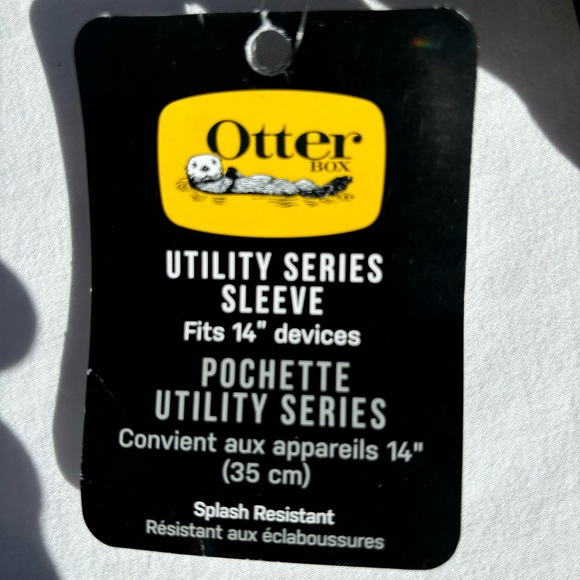 Otter
BOX
UTILITY SERIES
SLEEVE
Fits 14" devices
POCHETTE
UTILITY SERIES
Convient aux appareils 14"
(35 cm)
Splash Resistant
Résistant aux éclaboussures